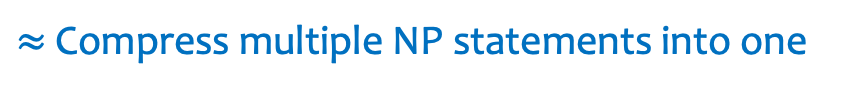 ≈ Compress multiple NP statements into one